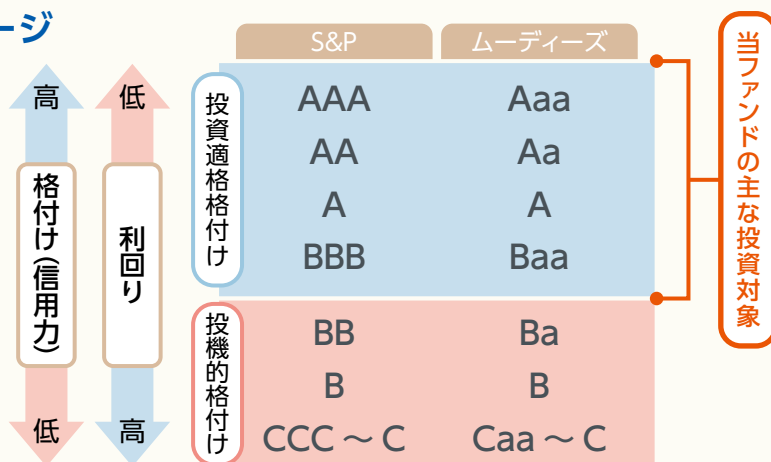 ージ
S&P ムーディーズ
高 低
格付け(信用力)
利回り
低 高
投資適格格付け
AAA Aaa
AA Aa
A A
BBB Baa
投機的格付け
BB Ba
B B
CCC ～ C Caa ～ C
当ファンドの主な投資対象